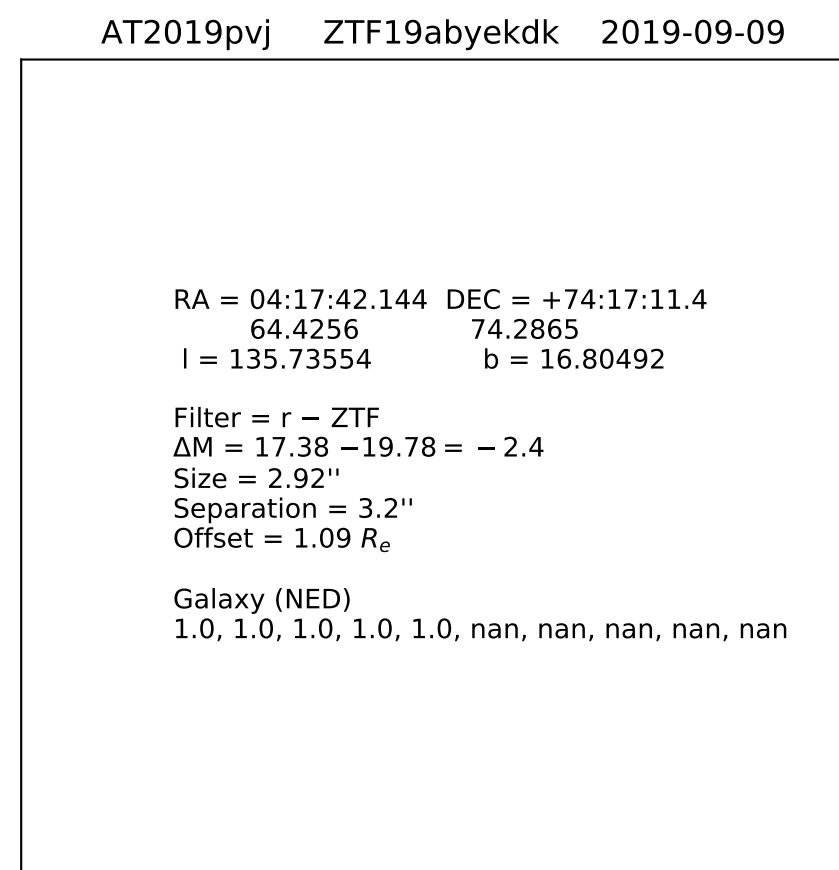 AT2019pvj ZTF19abyekdk 2019-09-09
RA = 04:17:42.144 DEC = +74:17:11.4
64.4256 74.2865
l = 135.73554 b = 16.80492
Filter = r − ZTF
ΔM = 17.38 −19.78 = − 2.4
Size = 2.92''
Separation = 3.2''
Offset = 1.09 Re
Galaxy (NED)
1.0, 1.0, 1.0, 1.0, 1.0, nan, nan, nan, nan, nan